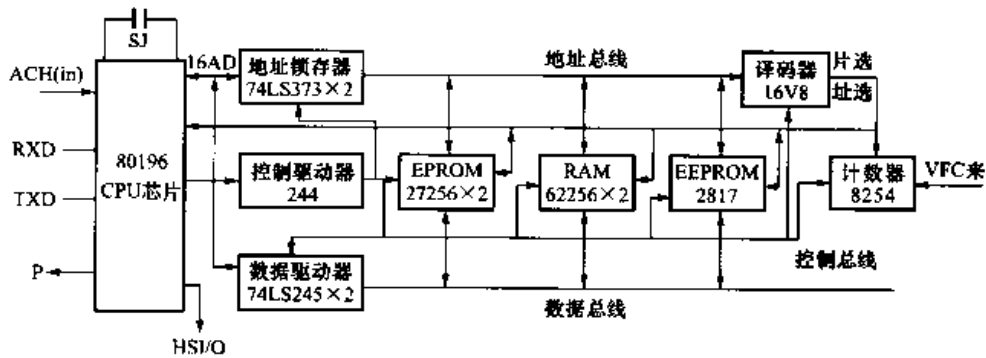 SJ
ACH(in)
16AD
地址锁存器
74LS373×2
地址总线
译码器
16V8
片选
址选
RXD
TXD
80196
CPU芯片
控制驱动器
244
EPROM
27256×2
RAM
62256×2
EEPROM
2817
计数器
8254
VFC来
P
数据驱动器
74LS245×2
控制总线
数据总线
HSI/O